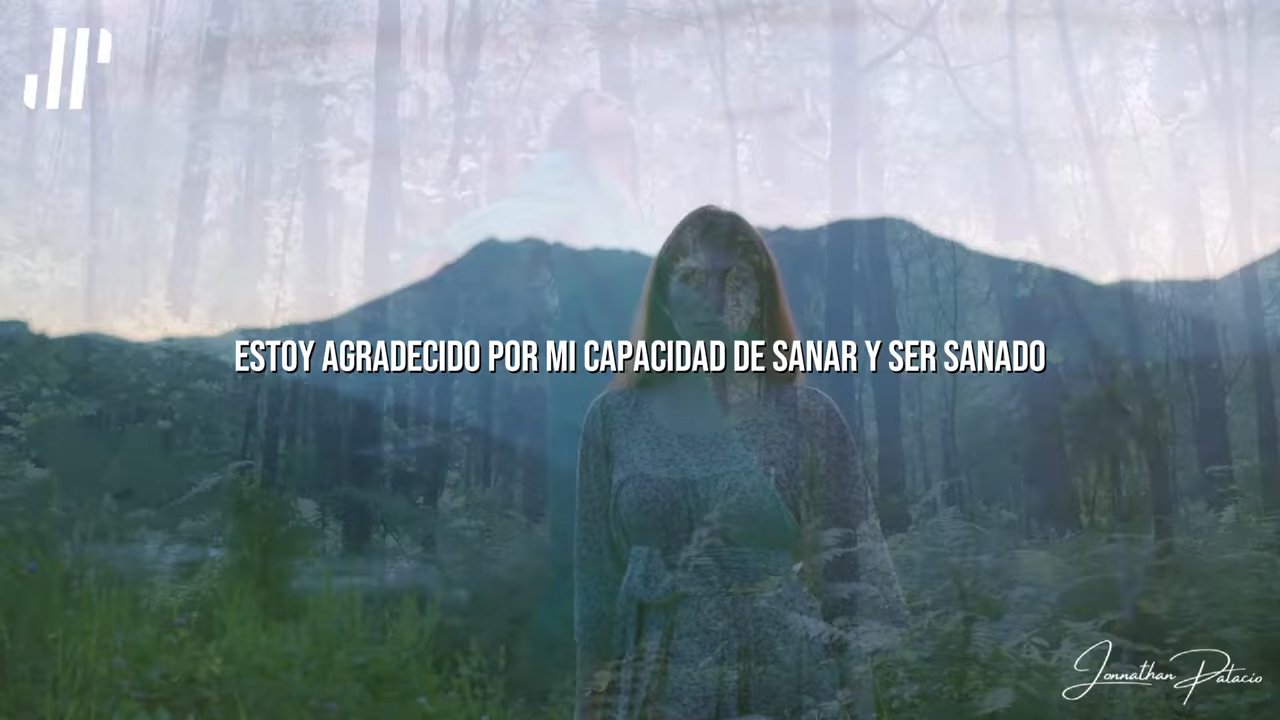 JP
ESTOY AGRADECIDO POR MI CAPACIDAD DE SANAR Y SER SANADO
Jonnathan Palacio